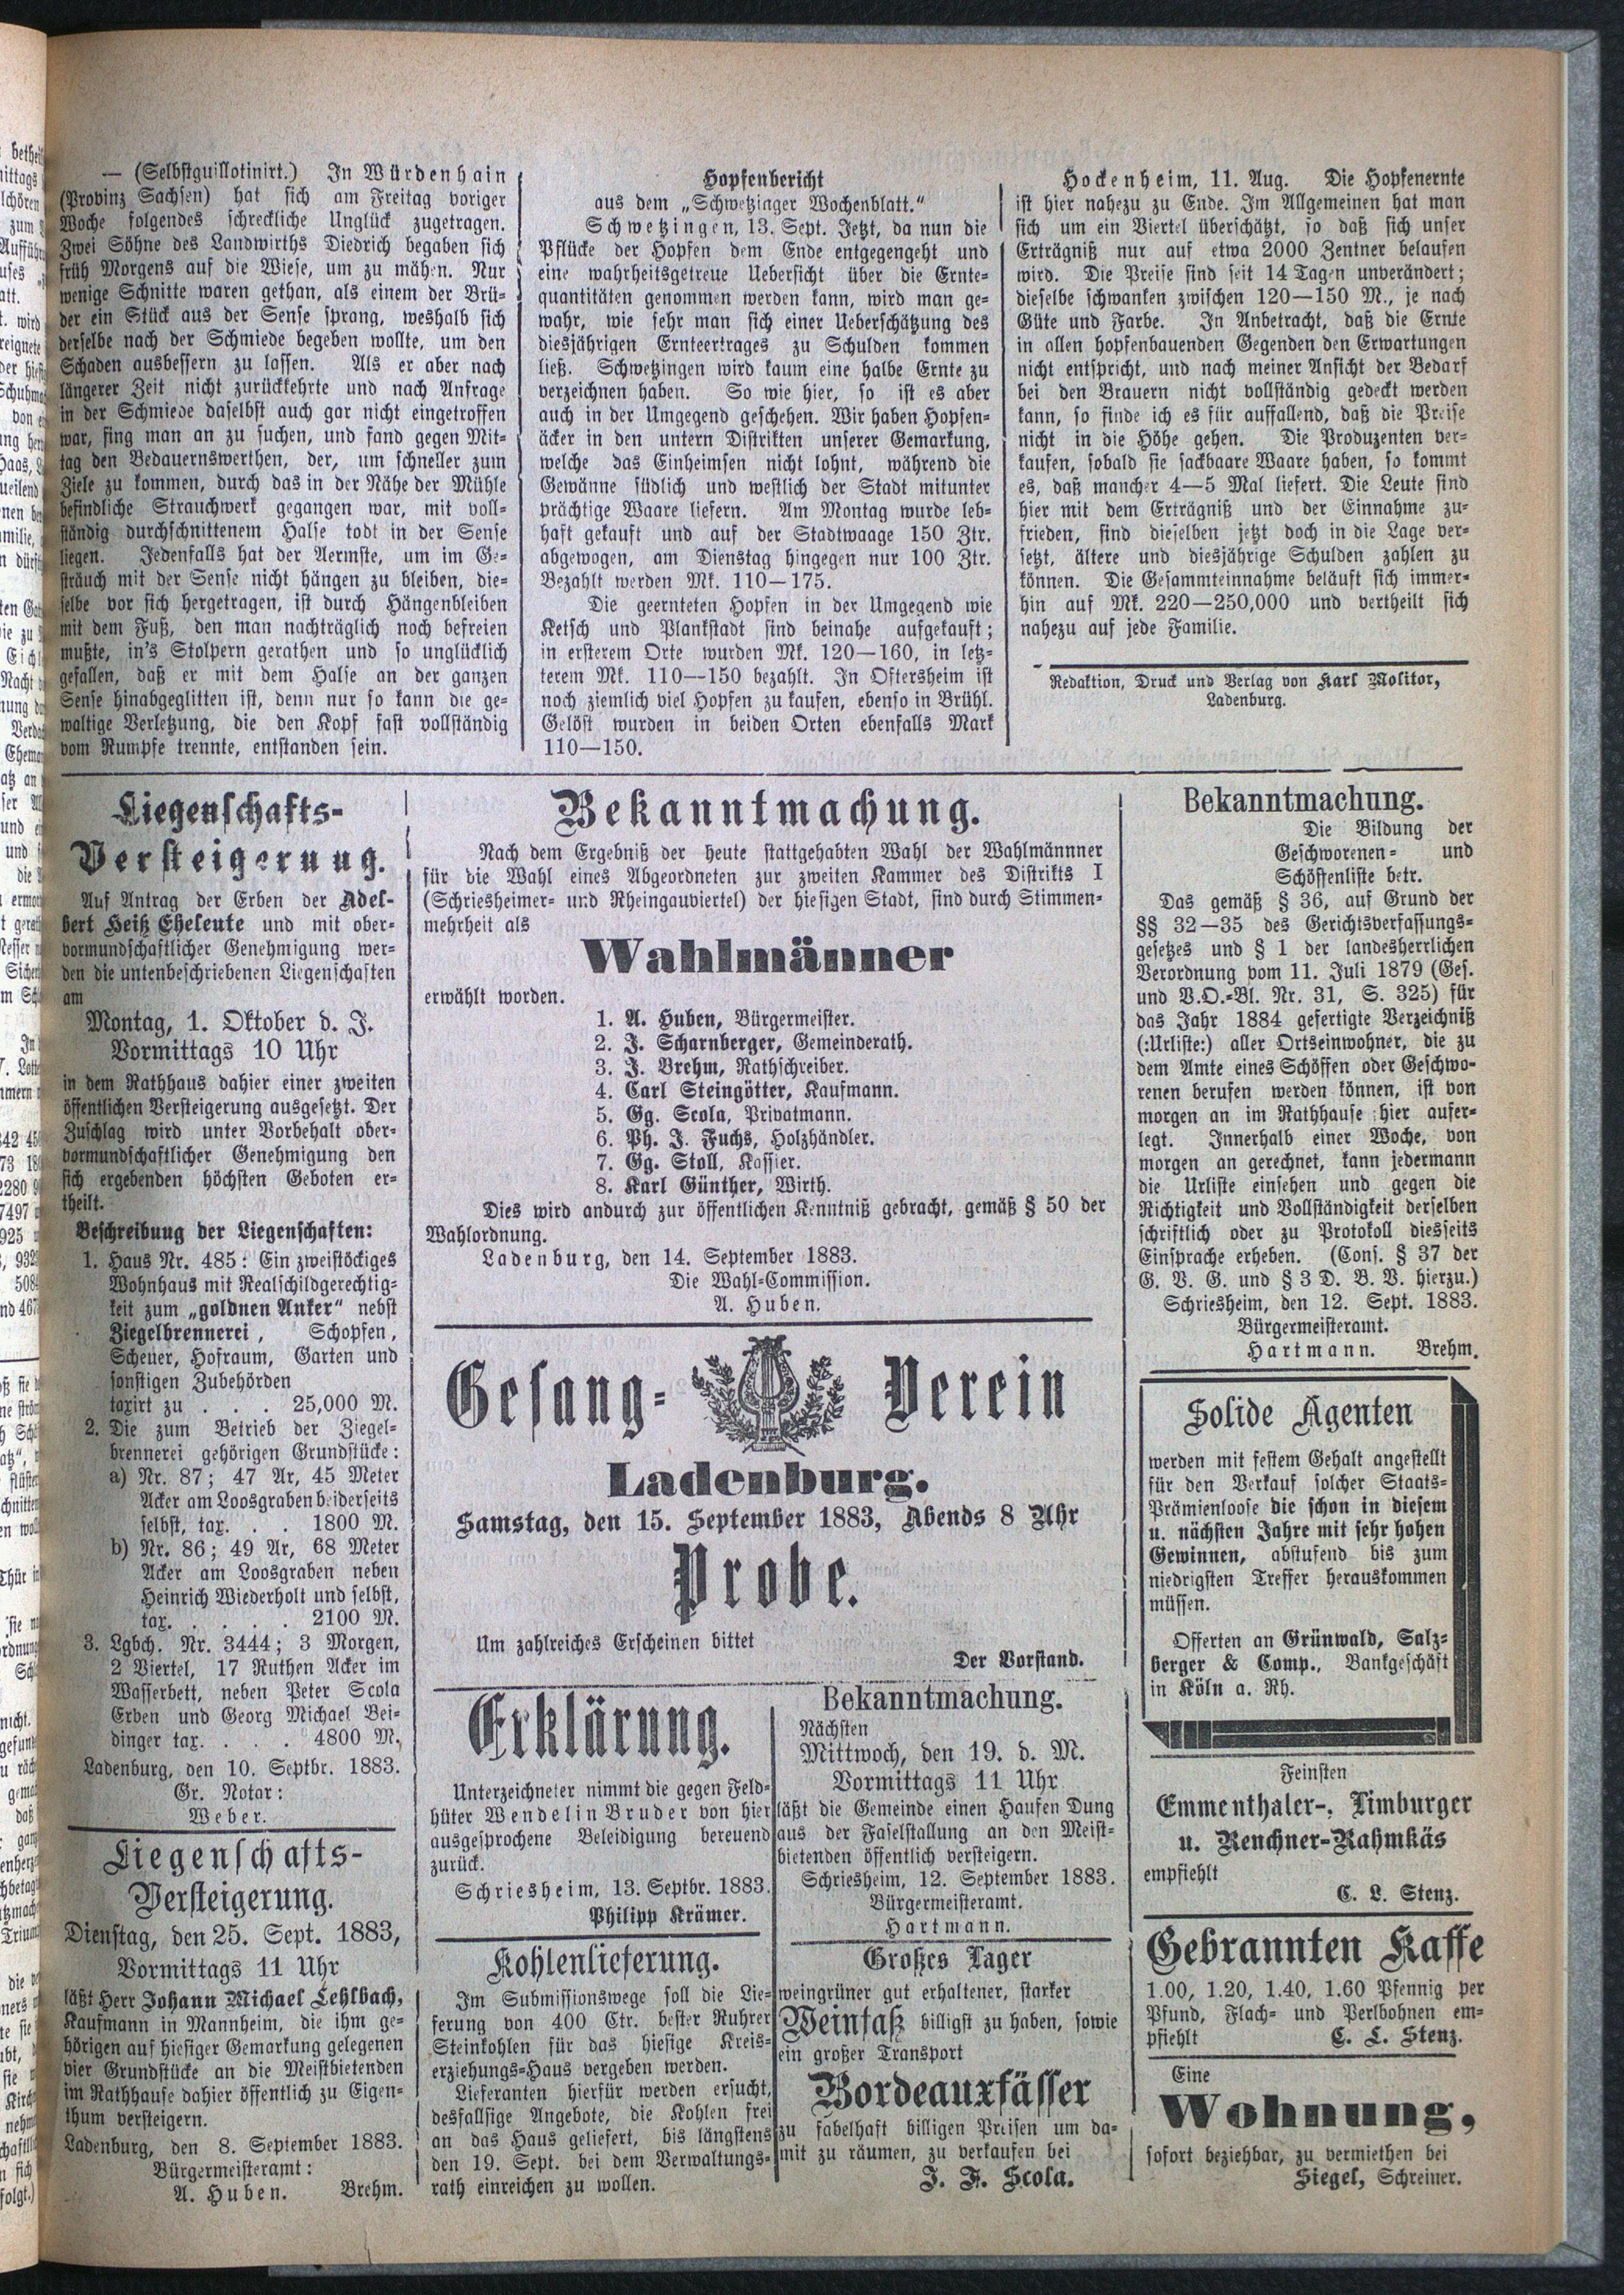 — (Selbstguillotinirt.) In Würdenhain
(Provinz Sachsen) hat sich am Freitag voriger
Woche folgendes schreckliche Unglück zugetragen.
Zwei Söhne des Landwirths Diedrich begaben sich
früh Morgens auf die Wiese, um zu mähen. Nur
wenige Schnitte waren gethan, als einem der Brü-
der ein Stück aus der Sense sprang, weshalb sich
derselbe nach der Schmiede begeben wollte, um den
Schaden ausbessern zu lassen. Als er aber nach
längerer Zeit nicht zurückkehrte und nach Anfrage
in der Schmiede daselbst auch gar nicht eingetroffen
war, fing man an zu suchen, und fand gegen Mit-
tag den Bedauernswerthen, der, um schneller zum
Ziele zu kommen, durch das in der Nähe der Mühle
befindliche Strauchwerk gegangen war, mit voll-
ständig durchschnittenem Halse todt in der Sense
liegen. Jedenfalls hat der Aermste, um im Ge-
sträuch mit der Sense nicht hängen zu bleiben, die-
selbe vor sich hergetragen, ist durch Hängenbleiben
mit dem Fuß, den man nachträglich noch befreien
mußte, in's Stolpern gerathen und so unglücklich
gefallen, daß er mit dem Halse an der ganzen
Sense hinabgeglitten ist, denn nur so kann die ge-
waltige Verletzung, die den Kopf fast vollständig
vom Rumpfe trennte, entstanden sein.
Hopfenbericht
aus dem „Schwetzinger Wochenblatt.“
Schwetzingen, 13. Sept. Jetzt, da nun die
Pflücke der Hopfen dem Ende entgegengeht und
eine wahrheitsgetreue Uebersicht über die Ernte-
quantitäten genommen werden kann, wird man ge-
wahr, wie sehr man sich einer Ueberschätzung des
diesjährigen Ernteertrages zu Schulden kommen
ließ. Schwetzingen wird kaum eine halbe Ernte zu
verzeichnen haben. So wie hier, so ist es aber
auch in der Umgegend geschehen. Wir haben Hopfen-
äcker in den untern Distrikten unserer Gemarkung,
welche das Einheimsen nicht lohnt, während die
Gewänne südlich und westlich der Stadt mitunter
prächtige Waare liefern. Am Montag wurde leb-
haft gekauft und auf der Stadtwaage 150 Ztr.
abgewogen, am Dienstag hingegen nur 100 Ztr.
Bezahlt werden Mk. 110—175.
Die geernteten Hopfen in der Umgegend wie
Ketsch und Plankstadt sind beinahe aufgekauft;
in ersterem Orte wurden Mk. 120—160, in letz-
terem Mk. 110—150 bezahlt. In Oftersheim ist
noch ziemlich viel Hopfen zu kaufen, ebenso in Brühl.
Gelöst wurden in beiden Orten ebenfalls Mark
110—150.
Hockenheim, 11. Aug. Die Hopfenernte
ist hier nahezu zu Ende. Im Allgemeinen hat man
sich um ein Viertel überschätzt, so daß sich unser
Erträgniß nur auf etwa 2000 Zentner belaufen
wird. Die Preise sind seit 14 Tagen unverändert;
dieselbe schwanken zwischen 120—150 M., je nach
Güte und Farbe. In Anbetracht, daß die Ernte
in allen hopfenbauenden Gegenden den Erwartungen
nicht entspricht, und nach meiner Ansicht der Bedarf
bei den Brauern nicht vollständig gedeckt werden
kann, so finde ich es für auffallend, daß die Preise
nicht in die Höhe gehen. Die Produzenten ver-
kaufen, sobald sie sackbaare Waare haben, so kommt
es, daß mancher 4—5 Mal liefert. Die Leute sind
hier mit dem Erträgniß und der Einnahme zu-
frieden, sind dieselben jetzt doch in die Lage ver-
setzt, ältere und diesjährige Schulden zahlen zu
können. Die Gesammteinnahme beläuft sich immer-
hin auf Mk. 220—250,000 und vertheilt sich
nahezu auf jede Familie.
Redaktion, Druck und Verlag von Karl Molitor,
Ladenburg.
Liegenschafts-
Versteigerung.
Auf Antrag der Erben der Adel-
bert Heiß Eheleute und mit ober-
vormundschaftlicher Genehmigung wer-
den die untenbeschriebenen Liegenschaften
am
Montag, 1. Oktober d. J.
Vormittags 10 Uhr
in dem Rathhaus dahier einer zweiten
öffentlichen Versteigerung ausgesetzt. Der
Zuschlag wird unter Vorbehalt ober-
vormundschaftlicher Genehmigung den
sich ergebenden höchsten Geboten er-
theilt.
Beschreibung der Liegenschaften:
1. Haus Nr. 485: Ein zweistöckiges
Wohnhaus mit Realschildgerechtig-
keit zum „goldnen Anker“ nebst
Ziegelbrennerei, Schopfen,
Scheuer, Hofraum, Garten und
sonstigen Zubehörden
taxirt zu . . . 25,000 M.
2. Die zum Betrieb der Ziegel-
brennerei gehörigen Grundstücke:
a) Nr. 87; 47 Ar, 45 Meter
Acker am Loosgraben beiderseits
selbst, tax. . . 1800 M.
b) Nr. 86; 49 Ar, 68 Meter
Acker am Loosgraben neben
Heinrich Wiederholt und selbst,
tax. . . . . 2100 M.
3. Lgbch. Nr. 3444; 3 Morgen,
2 Viertel, 17 Ruthen Acker im
Wasserbett, neben Peter Scola
Erben und Georg Michael Bei-
dinger tax. . . . 4800 M.
Ladenburg, den 10. Septbr. 1883.
Gr. Notar:
Weber.
Liegenschafts-
Versteigerung.
Dienstag, den 25. Sept. 1883,
Vormittags 11 Uhr
läßt Herr Johann Michael Lehlbach,
Kaufmann in Mannheim, die ihm ge-
hörigen auf hiesiger Gemarkung gelegenen
vier Grundstücke an die Meistbietenden
im Rathhause dahier öffentlich zu Eigen-
thum versteigern.
Ladenburg, den 8. September 1883.
Bürgermeisteramt:
A. Huben. Brehm.
Bekanntmachung.
Nach dem Ergebniß der heute stattgehabten Wahl der Wahlmännner
für die Wahl eines Abgeordneten zur zweiten Kammer des Distrikts I
(Schriesheimer- und Rheingauviertel) der hiesigen Stadt, sind durch Stimmen-
mehrheit als
Wahlmänner
erwählt worden.
1. A. Huben, Bürgermeister.
2. J. Scharnberger, Gemeinderath.
3. J. Brehm, Rathschreiber.
4. Carl Steingötter, Kaufmann.
5. Gg. Scola, Privatmann.
6. Ph. J. Fuchs, Holzhändler.
7. Gg. Stoll, Kassier.
8. Karl Günther, Wirth.
Dies wird andurch zur öffentlichen Kenntniß gebracht, gemäß § 50 der
Wahlordnung.
Ladenburg, den 14. September 1883.
Die Wahl-Commission.
A. Huben.
Gesang-Verein
Ladenburg.
Samstag, den 15. September 1883, Abends 8 Uhr
Probe.
Um zahlreiches Erscheinen bittet
Der Vorstand.
Erklärung.
Unterzeichneter nimmt die gegen Feld-
hüter Wendelin Bruder von hier
ausgesprochene Beleidigung bereuend
zurück.
Schriesheim, 13. Septbr. 1883.
Philipp Krämer.
Kohlenlieferung.
Im Submissionswege soll die Lie-
ferung von 400 Ctr. bester Ruhrer
Steinkohlen für das hiesige Kreis-
erziehungs-Haus vergeben werden.
Lieferanten hierfür werden ersucht,
desfallsige Angebote, die Kohlen frei
an das Haus geliefert, bis längstens
den 19. Sept. bei dem Verwaltungs-
rath einreichen zu wollen.
Bekanntmachung.
Nächsten
Mittwoch, den 19. d. M.
Vormittags 11 Uhr
läßt die Gemeinde einen Haufen Dung
aus der Faselstallung an den Meist-
bietenden öffentlich versteigern.
Schriesheim, 12. September 1883.
Bürgermeisteramt.
Hartmann.
Großes Lager
weingrüner gut erhaltener, starker
Weinfaß billigst zu haben, sowie
ein großer Transport
Bordeauxfässer
zu fabelhaft billigen Preisen um da-
mit zu räumen, zu verkaufen bei
J. F. Scola.
Bekanntmachung.
Die Bildung der
Geschworenen- und
Schöffenliste betr.
Das gemäß § 36, auf Grund der
§§ 32—35 des Gerichtsverfassungs-
gesetzes und § 1 der landesherrlichen
Verordnung vom 11. Juli 1879 (Ges.
und V.O.-Bl. Nr. 31, S. 325) für
das Jahr 1884 gefertigte Verzeichniß
(:Urliste:) aller Ortseinwohner, die zu
dem Amte eines Schöffen oder Geschwo-
renen berufen werden können, ist von
morgen an im Rathhause hier aufer-
legt. Innerhalb einer Woche, von
morgen an gerechnet, kann jedermann
die Urliste einsehen und gegen die
Richtigkeit und Vollständigkeit derselben
schriftlich oder zu Protokoll diesseits
Einsprache erheben. (Cons. § 37 der
G. V. G. und § 3 D. B. V. hierzu.)
Schriesheim, den 12. Sept. 1883.
Bürgermeisteramt.
Hartmann. Brehm.
Solide Agenten
werden mit festem Gehalt angestellt
für den Verkauf solcher Staats-
Prämienloose die schon in diesem
u. nächsten Jahre mit sehr hohen
Gewinnen, abstufend bis zum
niedrigsten Treffer herauskommen
müssen.
Offerten an Grünwald, Salz-
berger & Comp., Bankgeschäft
in Köln a. Rh.
Feinsten
Emmenthaler-, Limburger
u. Renchner-Rahmkäs
empfiehlt
C. L. Stenz.
Gebrannten Kaffe
1.00, 1.20, 1.40, 1.60 Pfennig per
Pfund, Flach- und Perlbohnen em-
pfiehlt C. L. Stenz.
Eine
Wohnung,
sofort beziehbar, zu vermiethen bei
Siegel, Schreiner.